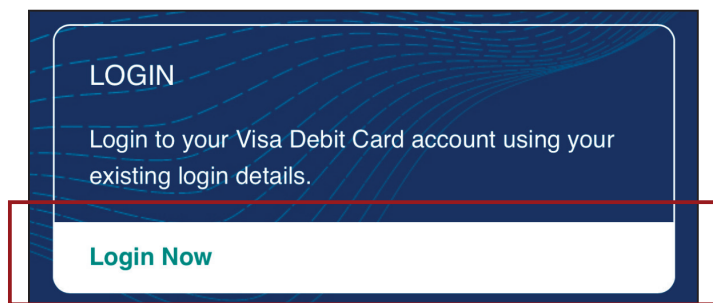 LOGIN
Login to your Visa Debit Card account using your
existing login details.
Login Now